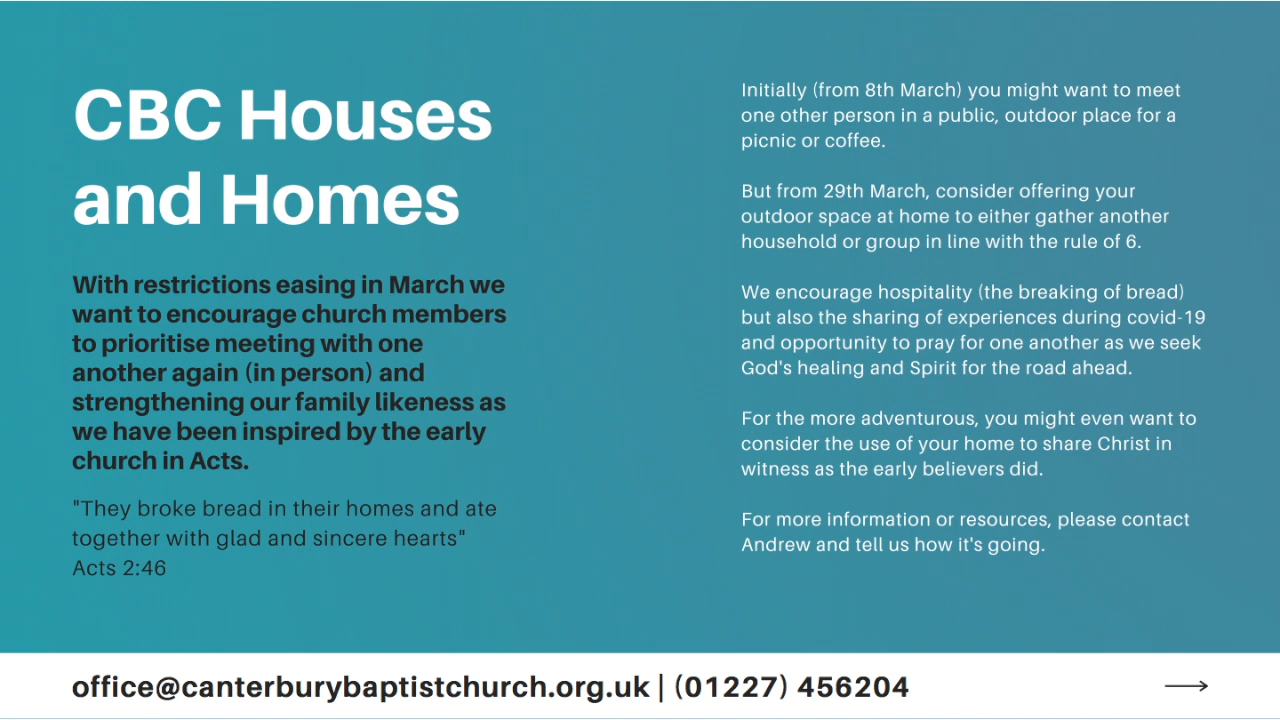 CBC Houses
and Homes
With restrictions easing in March we
want to encourage church members
to prioritise meeting with one
another again (in person) and
strengthening our family likeness as
we have been inspired by the early
church in Acts.
"They broke bread in their homes and ate
together with glad and sincere hearts"
Acts 2:46
Initially (from 8th March) you might want to meet
one other person in a public, outdoor place for a
picnic or coffee.
But from 29th March, consider offering your
outdoor space at home to either gather another
household or group in line with the rule of 6.
We encourage hospitality (the breaking of bread)
but also the sharing of experiences during covid-19
and opportunity to pray for one another as we seek
God's healing and Spirit for the road ahead.
For the more adventurous, you might even want to
consider the use of your home to share Christ in
witness as the early believers did.
For more information or resources, please contact
Andrew and tell us how it's going.
office@canterburybaptistchurch.org.uk | (01227) 456204